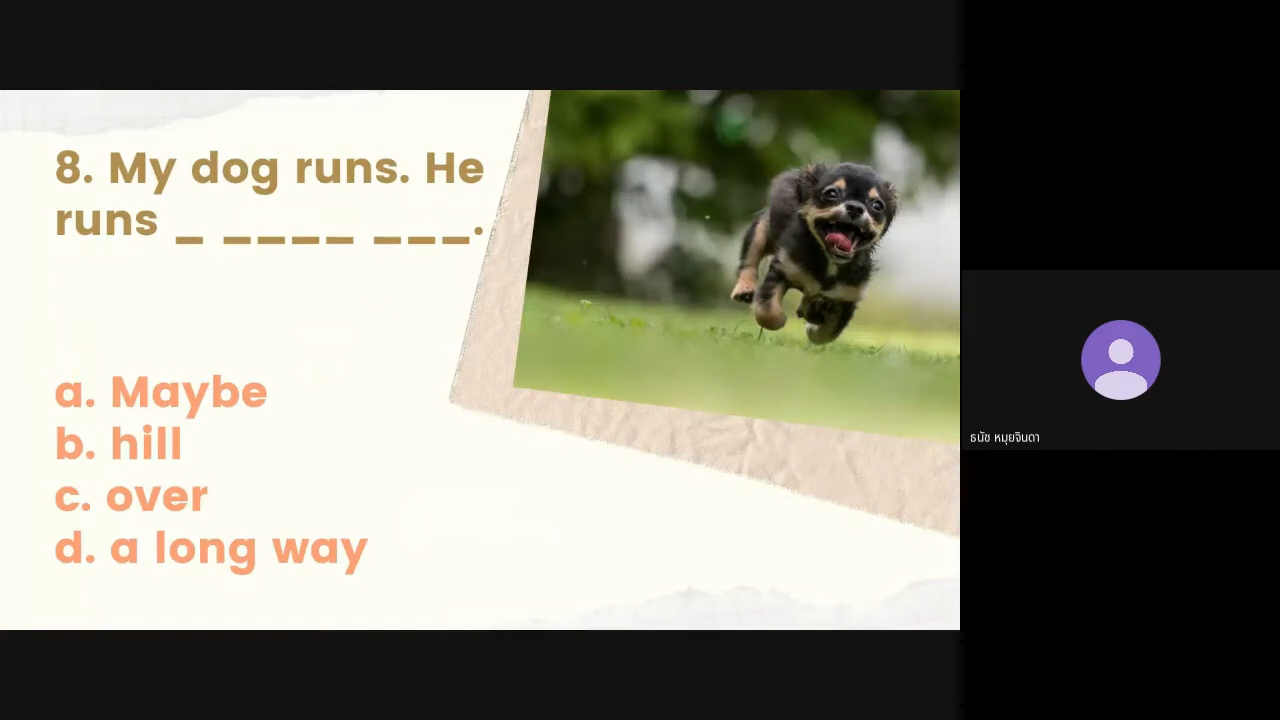 8. My dog runs. He
runs _ ____ ___.
a. Maybe
b. hill
c. over
d. a long way
ธนัช หมุยจินดา